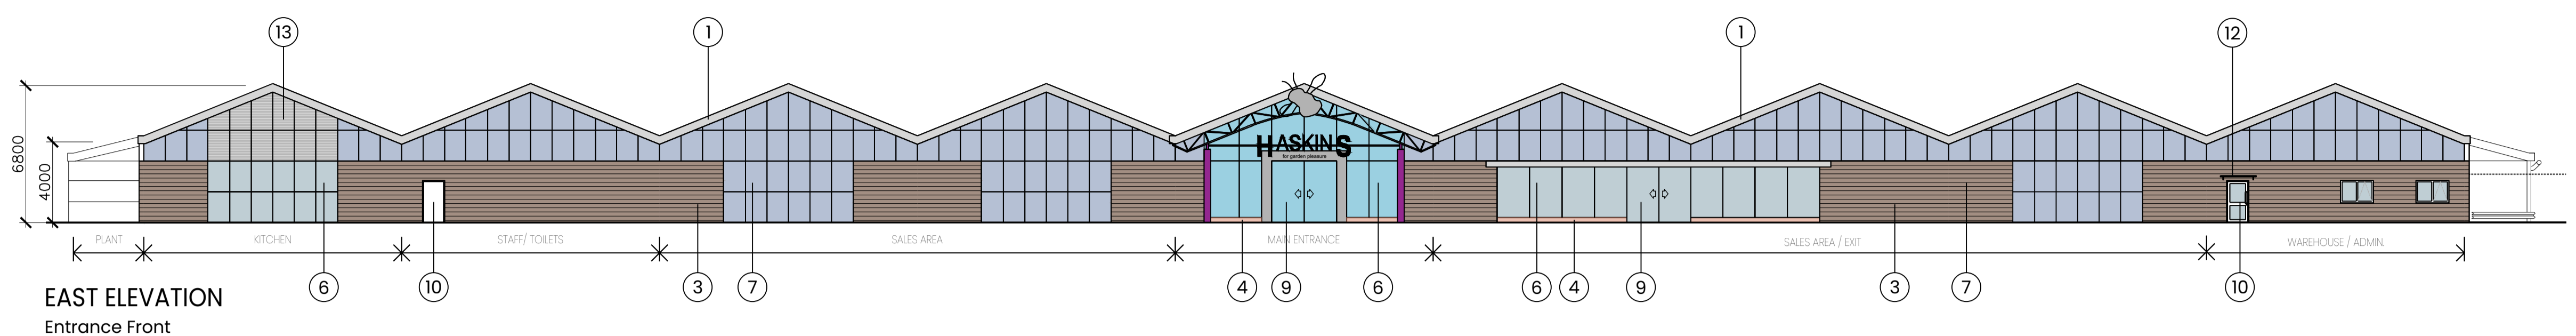 13
1
1
12
6800
4000
HASKINS
for garden pleasure
PLANT
KITCHEN
STAFF/ TOILETS
SALES AREA
MAIN ENTRANCE
SALES AREA / EXIT
WAREHOUSE / ADMIN.
6
10
3
7
4
9
6
6
4
9
3
7
10
EAST ELEVATION
Entrance Front